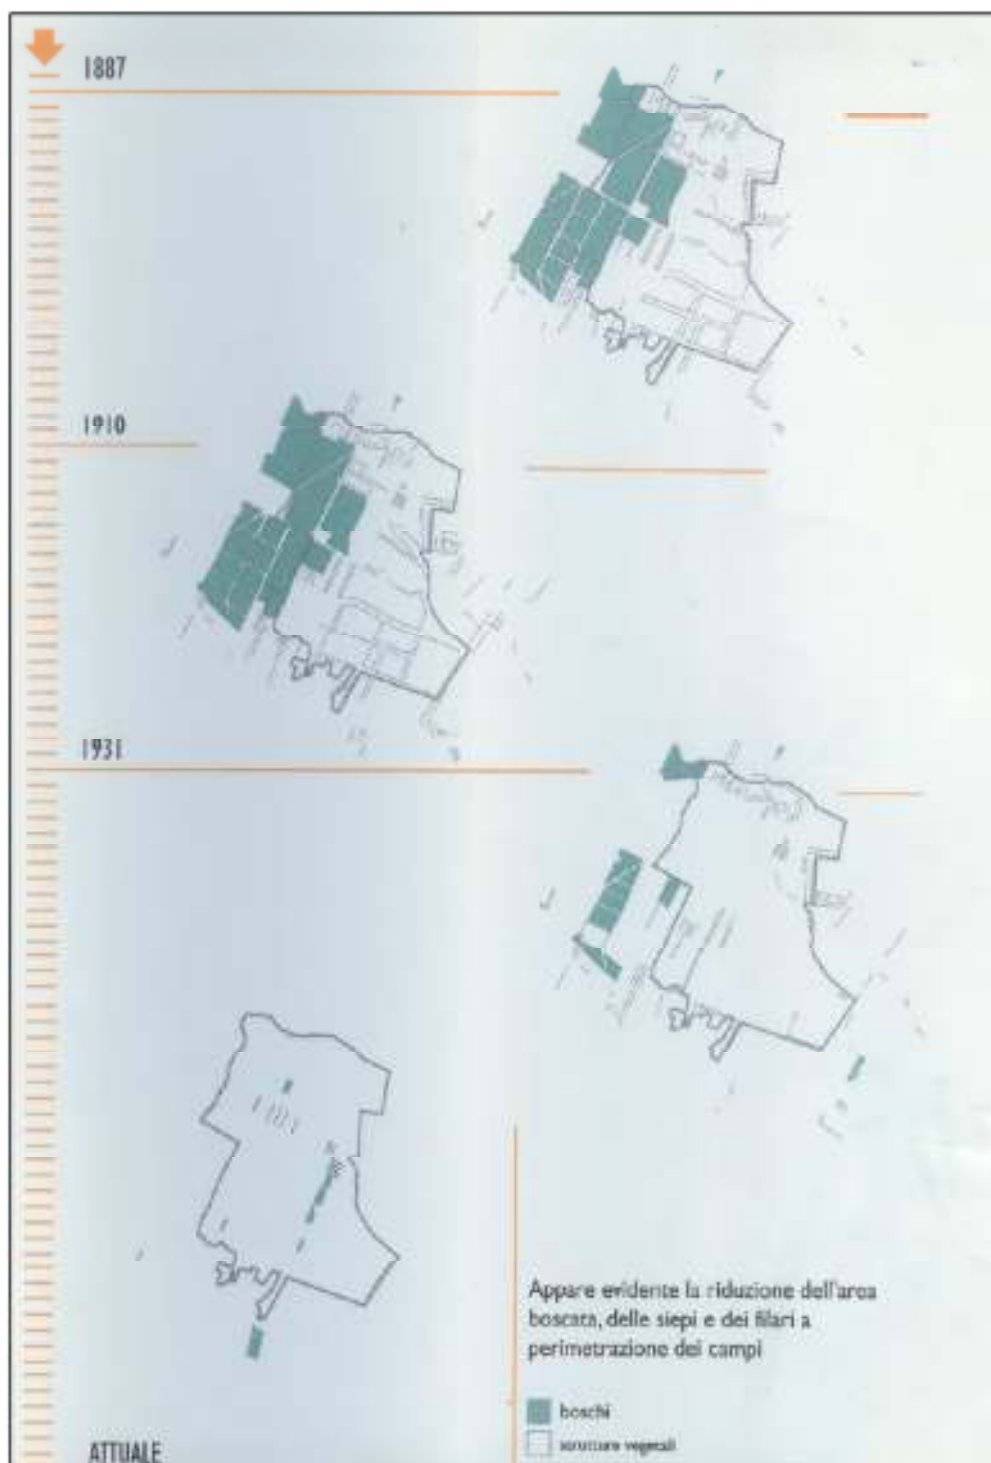 1887
1910
1931
Appare evidente la riduzione dell'area
boscata, delle siepi e dei filari a
perimetrazione dei campi
boschi
strutture vegetali
ATTUALE